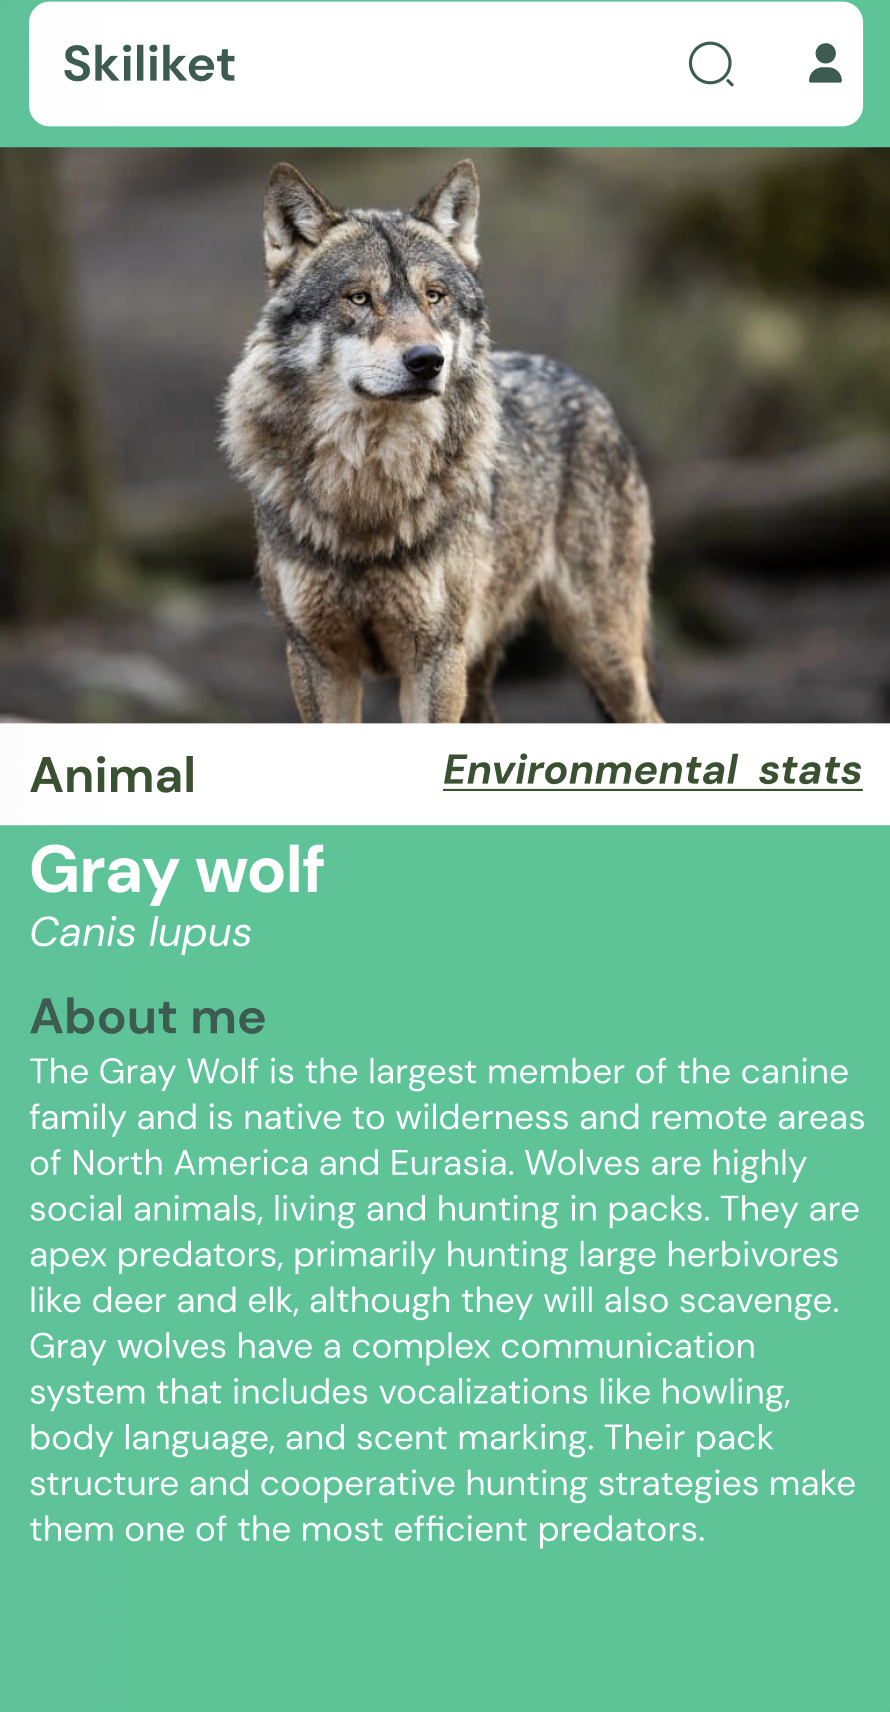 Skiliket
Animal
Environmental stats
Gray wolf
Canis lupus
About me
The Gray Wolf is the largest member of the canine
family and is native to wilderness and remote areas
of North America and Eurasia. Wolves are highly
social animals, living and hunting in packs. They are
apex predators, primarily hunting large herbivores
like deer and elk, although they will also scavenge.
Gray wolves have a complex communication
system that includes vocalizations like howling,
body language, and scent marking. Their pack
structure and cooperative hunting strategies make
them one of the most efficient predators.